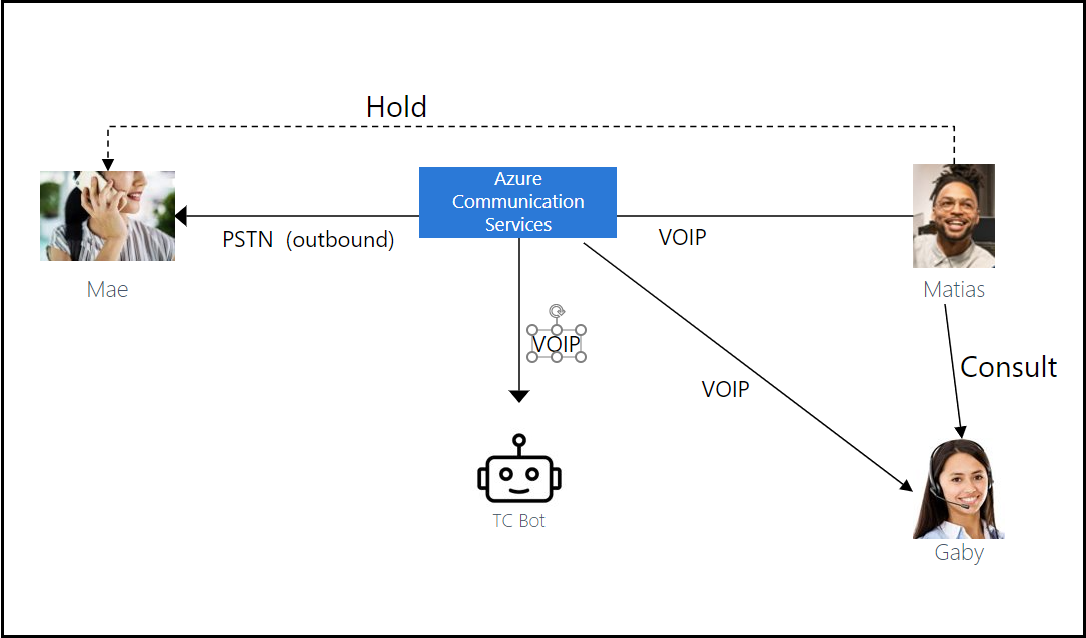 Hold
Azure
Communication
Services
PSTN (outbound)
VOIP
Mae
Matias
VOIP
Consult
VOIP
TC Bot
Gaby